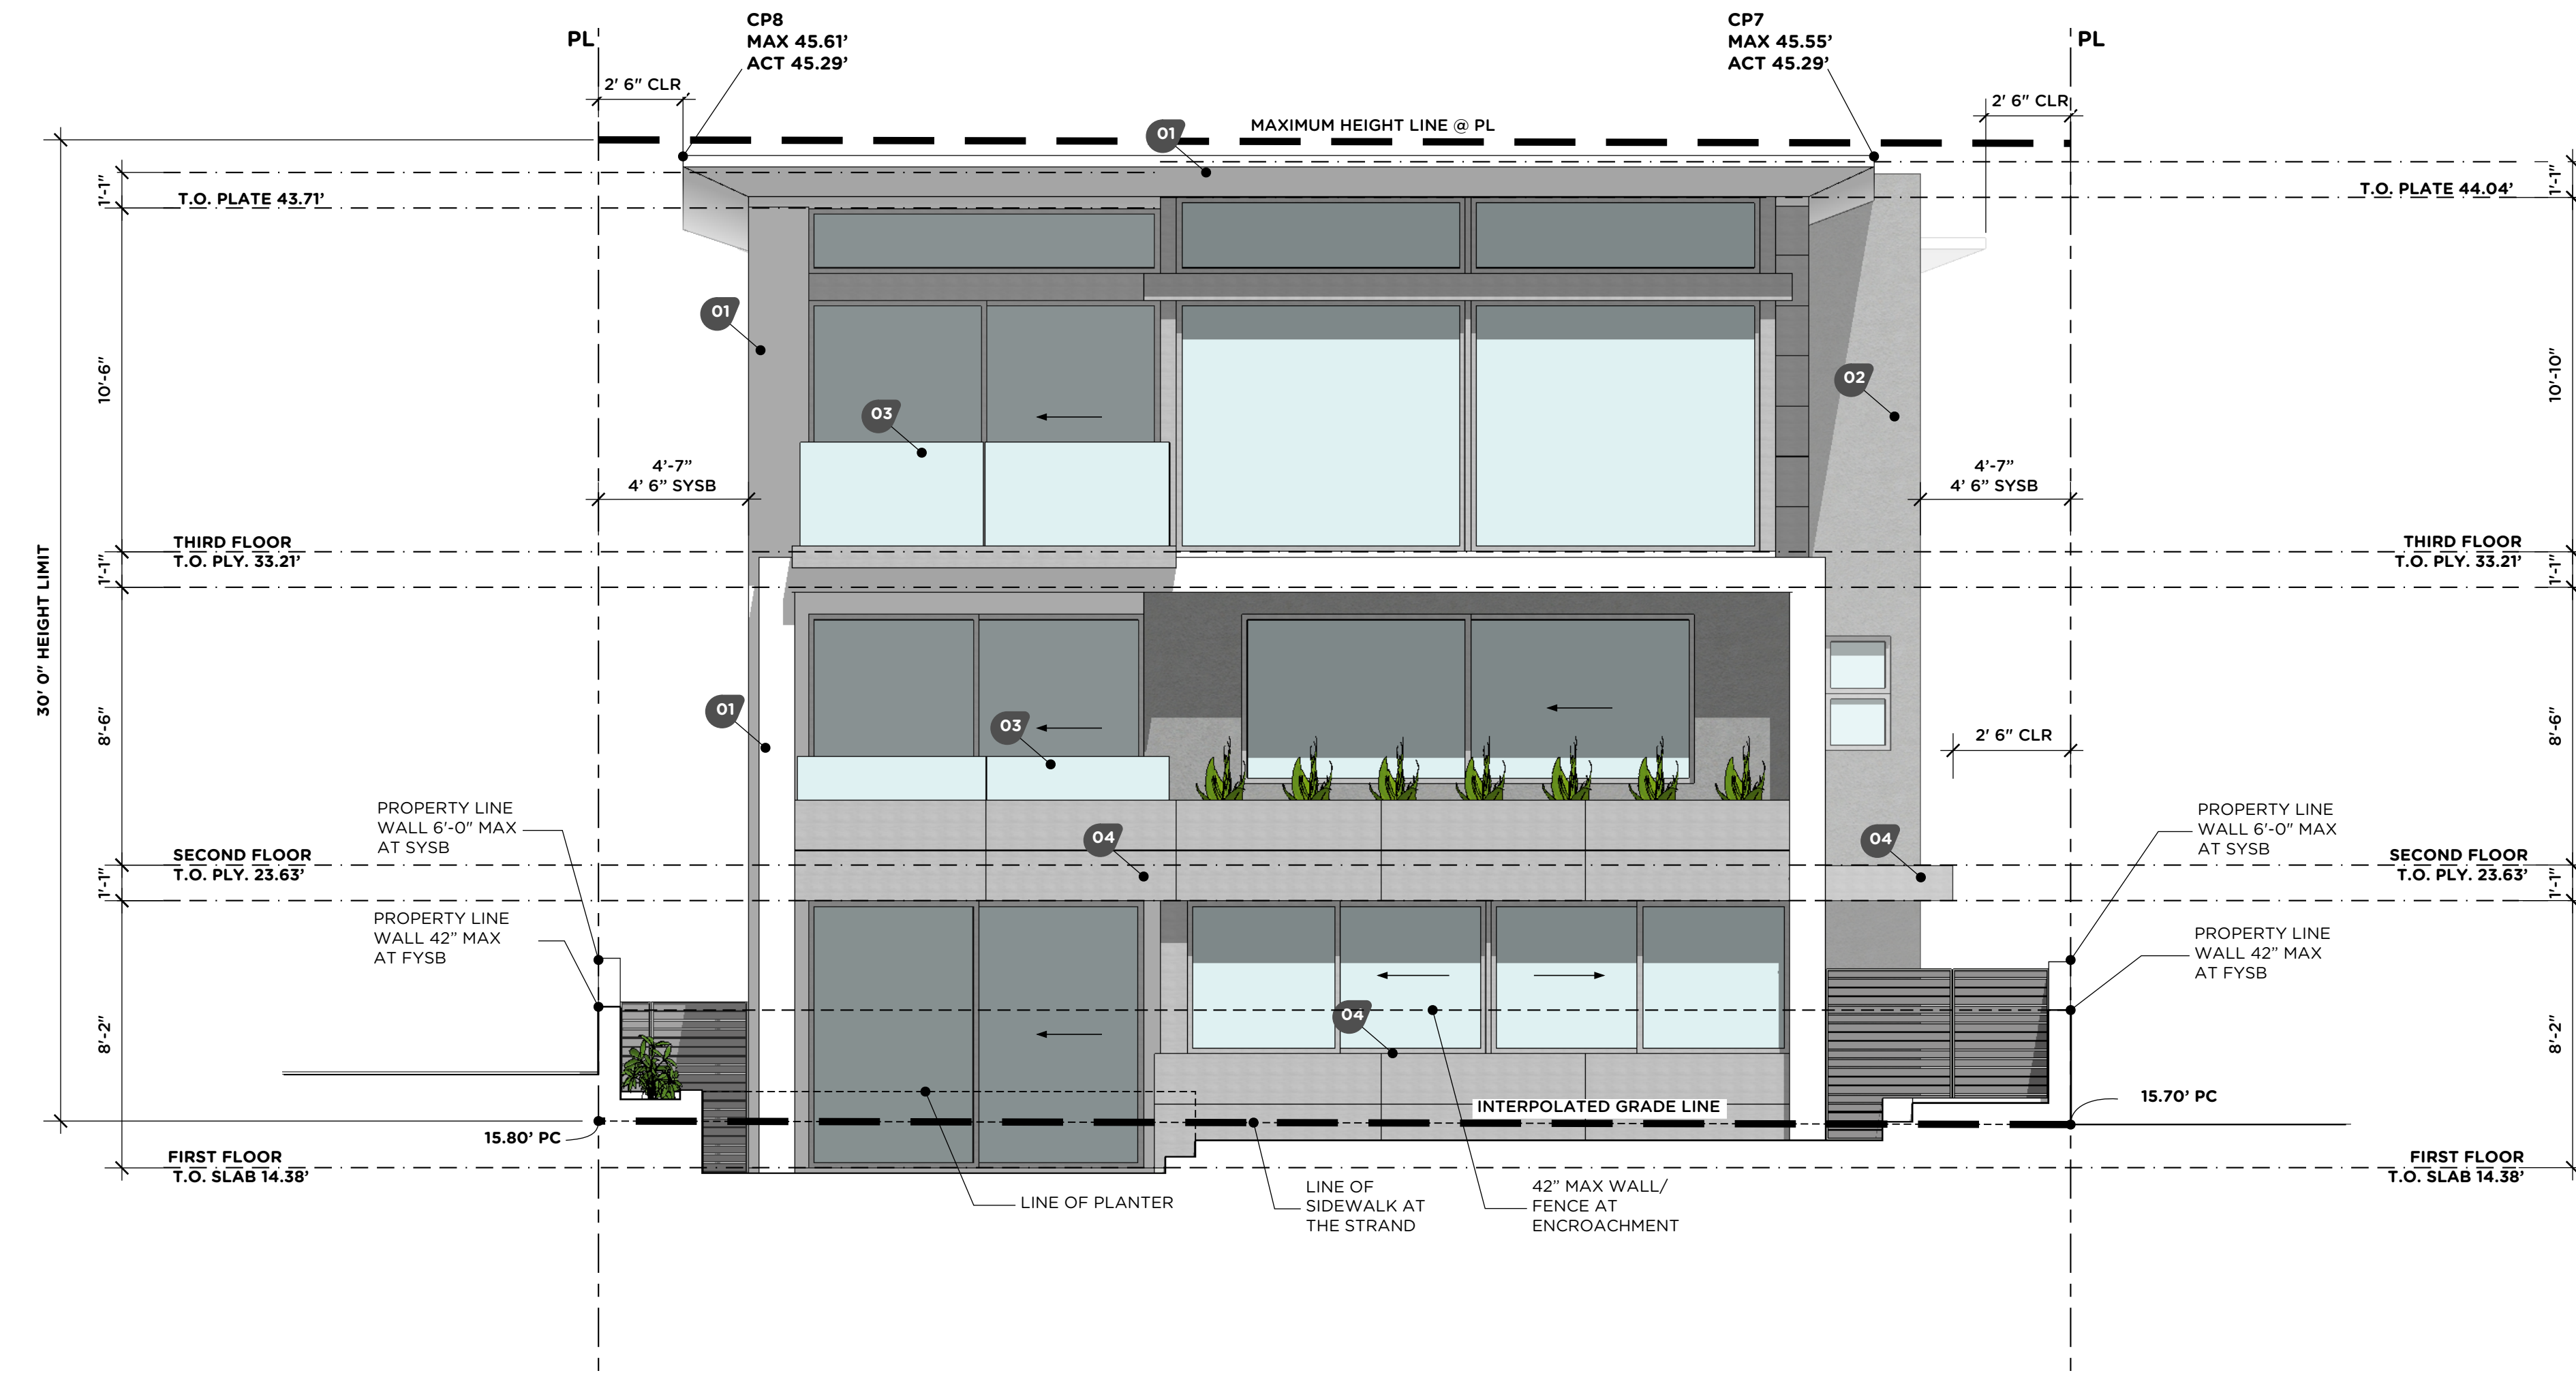 CP8
MAX 45.61’
ACT 45.29’
CP7
MAX 45.55’
ACT 45.29’
PL
PL
2' 6" CLR
2' 6" CLR
MAXIMUM HEIGHT LINE @ PL
01
1'-1"
T.O. PLATE 43.71’
T.O. PLATE 44.04’
1'-1"
01
10'-6"
02
10'-10"
03
4’-7”
4’ 6” SYSB
4’-7”
4’ 6” SYSB
THIRD FLOOR
T.O. PLY. 33.21’
THIRD FLOOR
T.O. PLY. 33.21’
1'-1"
1'-1"
30’ 0” HEIGHT LIMIT
01
03
8'-6"
8'-6"
2' 6" CLR
PROPERTY LINE
WALL 6'-0" MAX
AT SYSB
PROPERTY LINE
WALL 6'-0" MAX
AT SYSB
04
04
SECOND FLOOR
T.O. PLY. 23.63’
SECOND FLOOR
T.O. PLY. 23.63’
1'-1"
1'-1"
PROPERTY LINE
WALL 42” MAX
AT FYSB
PROPERTY LINE
WALL 42” MAX
AT FYSB
04
8'-2"
8'-2"
INTERPOLATED GRADE LINE
15.70’ PC
15.80’ PC
FIRST FLOOR
T.O. SLAB 14.38’
FIRST FLOOR
T.O. SLAB 14.38’
LINE OF PLANTER
LINE OF
SIDEWALK AT
THE STRAND
42” MAX WALL/
FENCE AT
ENCROACHMENT